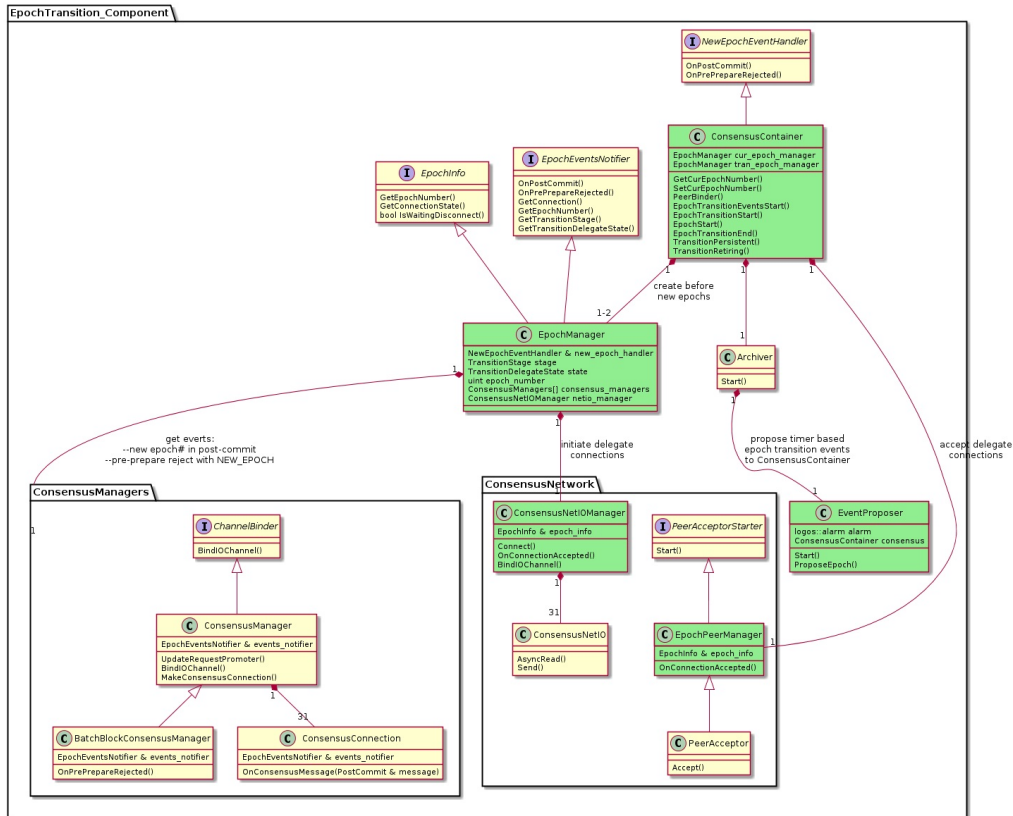 EpochTransition_Component
I NewEpochEventHandler
OnPostCommit()
OnPrePrepareRejected()
C ConsensusContainer
EpochManager cur_epoch_manager
EpochManager tran_epoch_manager
GetCurEpochNumber()
SetCurEpochNumber()
PeerBinder()
EpochTransitionEventsStart()
EpochTransitionStart()
EpochStart()
EpochTransitionEnd()
TransitionPersistent()
TransitionRetiring()
I EpochInfo
GetEpochNumber()
GetConnectionState()
bool IsWaitingDisconnect()
I EpochEventsNotifier
OnPostCommit()
OnPrePrepareRejected()
GetConnection()
GetEpochNumber()
GetTransitionStage()
GetTransitionDelegateState()
1
1
1
create before
new epochs
1-2
C EpochManager
NewEpochEventHandler & new_epoch_handler
TransitionStage stage
TransitionDelegateState state
uint epoch_number
ConsensusManagers[] consensus_managers
ConsensusNetIOManager netio_manager
1
C Archiver
Start()
1
1
1
get everts:
--new epoch# in post-commit
--pre-prepare reject with NEW_EPOCH
initiate delegate
connections
propose timer based
epoch transition events
to ConsensusContainer
accept delegate
connections
ConsensusManagers
1
I ChannelBinder
BindIOChannel()
C ConsensusManager
EpochEventsNotifier & events_notifier
UpdateRequestPromoter()
BindIOChannel()
MakeConsensusConnection()
1
31
C BatchBlockConsensusManager
EpochEventsNotifier & events_notifier
OnPrePrepareRejected()
C ConsensusConnection
EpochEventsNotifier & events_notifier
OnConsensusMessage(PostCommit & message)
ConsensusNetwork
1
C ConsensusNetIOManager
EpochInfo & epoch_info
Connect()
OnConnectionAccepted()
BindIOChannel()
1
31
C ConsensusNetIO
AsyncRead()
Send()
I PeerAcceptorStarter
Start()
C EpochPeerManager
EpochInfo & epoch_info
OnConnectionAccepted()
1
C PeerAcceptor
Accept()
1
C EventProposer
logos::alarm alarm
ConsensusContainer consensus
Start()
ProposeEpoch()